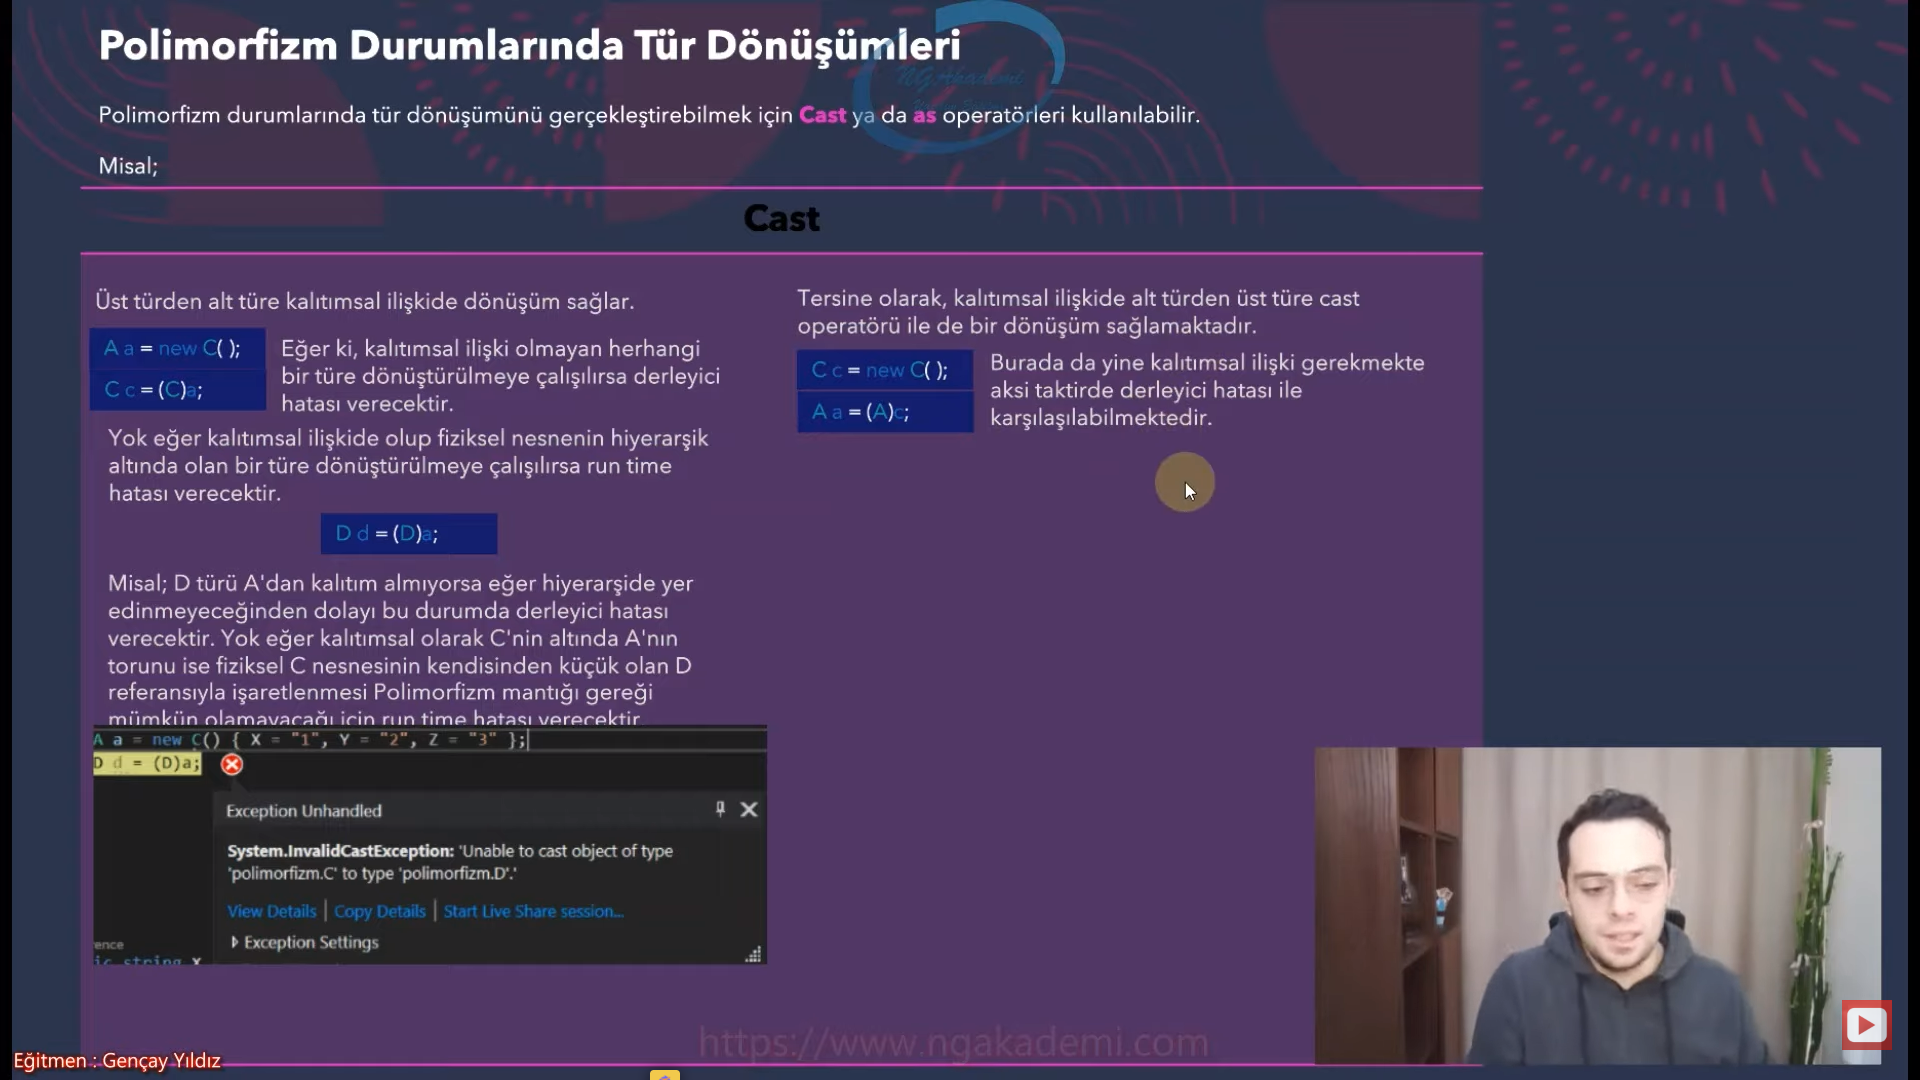 Polimorfizm Durumlarında Tür Dönüşümleri
NGAkademi
Polimorfizm durumlarında tür dönüşümünü gerçekleştirebilmek için Cast ya da as operatörleri kullanılabilir.
Misal;
Cast
Üst türden alt türe kalıtımsal ilişkide dönüşüm sağlar.
A a = new C( );
C c = (C)a;
Eğer ki, kalıtımsal ilişki olmayan herhangi
bir türe dönüştürülmeye çalışılırsa derleyici
hatası verecektir.
Yok eğer kalıtımsal ilişkide olup fiziksel nesnenin hiyerarşik
altında olan bir türe dönüştürülmeye çalışılırsa run time
hatası verecektir.
D d = (D)a;
Misal; D türü A'dan kalıtım almıyorsa eğer hiyerarşide yer
edinmeyeceğinden dolayı bu durumda derleyici hatası
verecektir. Yok eğer kalıtımsal olarak C'nin altında A'nın
torunu ise fiziksel C nesnesinin kendisinden küçük olan D
referansıyla işaretlenmesi Polimorfizm mantığı gereği
mümkün olamayacağı için run time hatası verecektir
A a = new C() { X = "1", Y = "2", Z = "3" };
D d = (D)a;
Exception Unhandled
System.InvalidCastException: 'Unable to cast object of type
'polimorfizm.C' to type 'polimorfizm.D'.'
View Details | Copy Details | Start Live Share session...
Exception Settings
ence
ic string X
Tersine olarak, kalıtımsal ilişkide alt türden üst türe cast
operatörü ile de bir dönüşüm sağlamaktadır.
C c = new C( );
A a = (A)c;
Burada da yine kalıtımsal ilişki gerekmekte
aksi taktirde derleyici hatası ile
karşılaşılabilmektedir.
https://www.ngakademi.com
Eğitmen : Gençay Yıldız